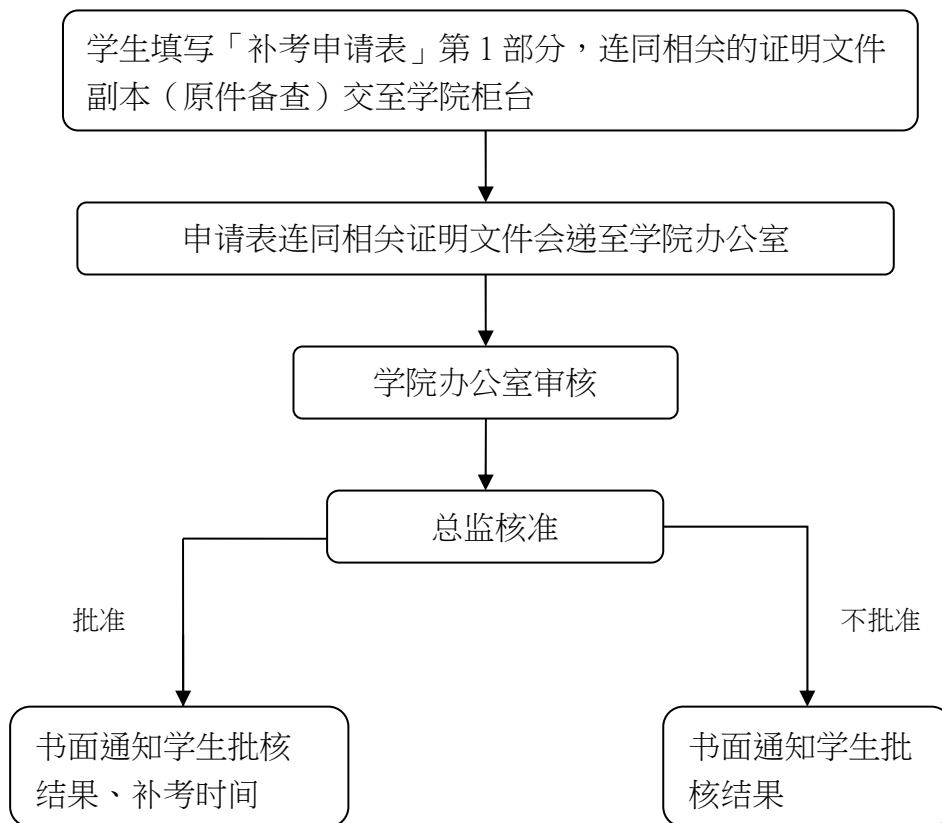 学生填写「补考申请表」第 1 部分，连同相关的证明文件
副本（原件备查）交至学院柜台
申请表连同相关证明文件会递至学院办公室
学院办公室审核
总监核准
批准
不批准
书面通知学生批核
结果、补考时间
书面通知学生批
核结果